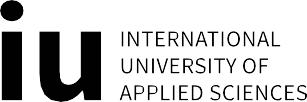 iu
INTERNATIONAL
UNIVERSITY OF
APPLIED SCIENCES